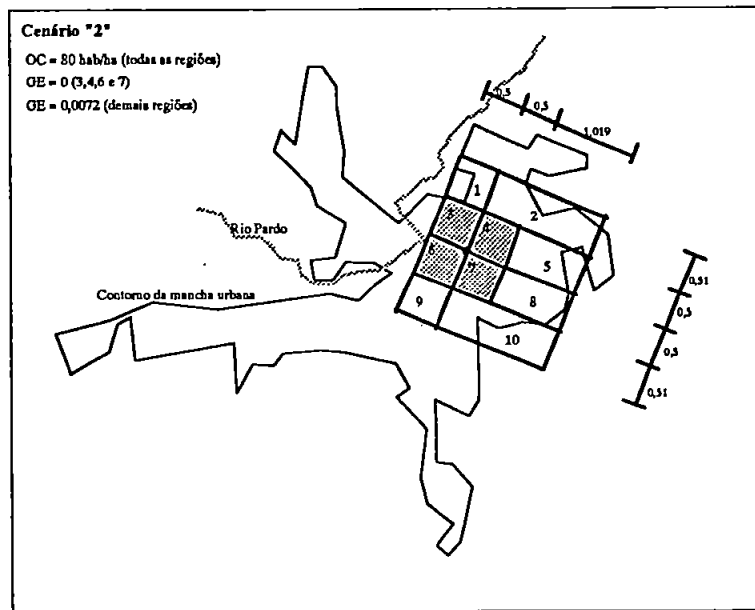 Cenário "2"
OC = 80 hab/ha (todas as regiões)
GE = 0 (3,4,6 e 7)
GE = 0,0072 (demais regiões)
0,5
0,5
1,019
1
2
3
4
Rio Pardo
6
7
5
0,51
Contorno da mancha urbana
9
8
0,5
10
0,5
0,51